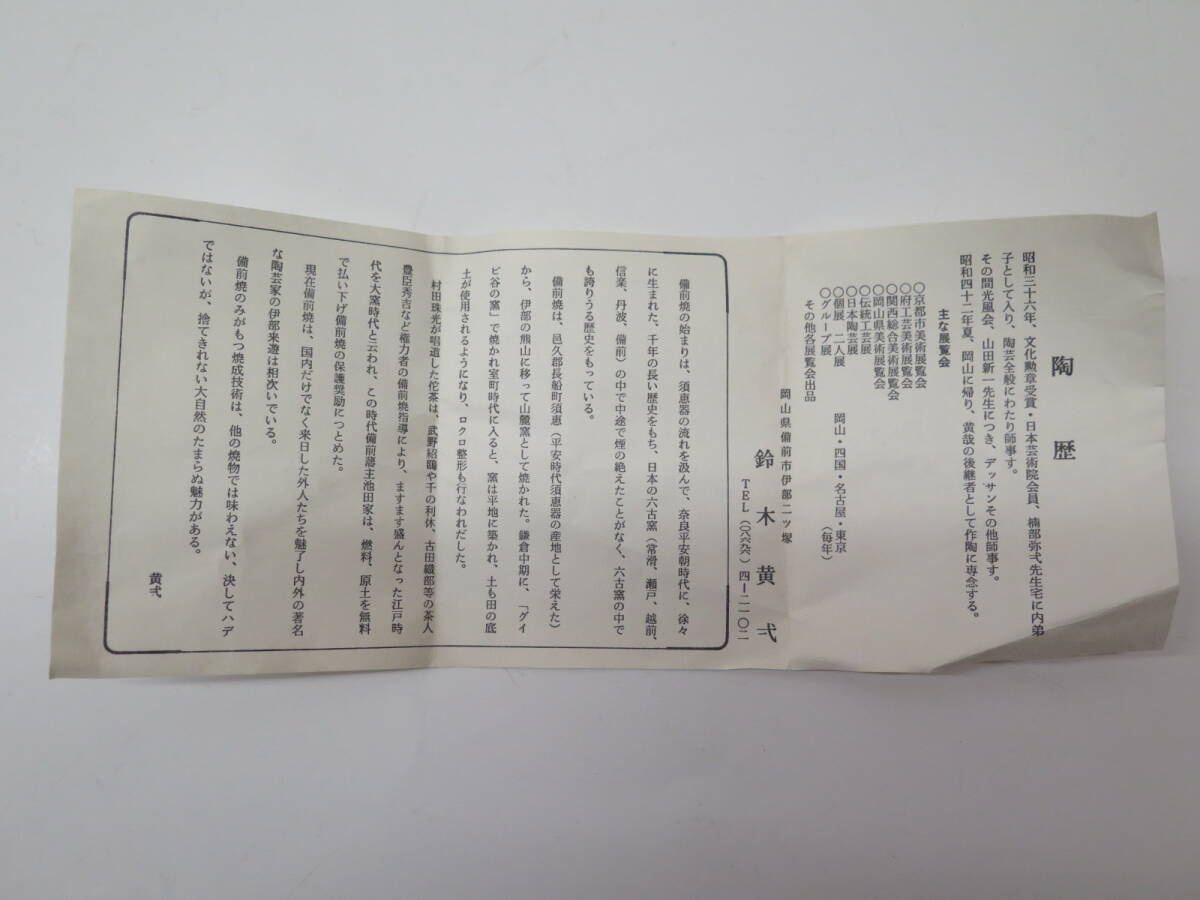 陶歴
昭和三十六年、文化勲章受賞・日本芸術院会員、楠部弥弌先生宅に内弟
子として入り、陶芸全般にわたり師事す。
その間光風会、山田新一先生につき、デッサンその他師事す。
昭和四十二年夏、岡山に帰り、黄哉の後継者として作陶に専念する。
主な展覧会
○京都市美術展覧会
○府工芸美術展覧会
○関西総合美術展覧会
○岡山県美術展覧会
○伝統工芸展
○日本陶芸展
○個展・二人展 岡山・四国・名古屋・東京
○グループ展 (毎年)
その他各展覧会出品
岡山県備前市伊部二ツ塚
鈴木黄弌
TEL(〇八六九六)四ー二一〇二
備前焼の始まりは、須恵器の流れを汲んで、奈良平安朝時代に、徐々
に生まれた、千年の長い歴史をもち、日本の六古窯(常滑、瀬戸、越前、
信楽、丹波、備前)の中で中途で煙の絶えたことがなく、六古窯の中で
も誇りうる歴史をもっている。
備前焼は、邑久郡長船町須恵(平安時代須恵器の産地として栄えた)
から、伊部の熊山に移って山麓窯として焼かれた。鎌倉中期に、「グイ
ビ谷の窯」で焼かれ室町時代に入ると、窯は平地に築かれ、土も田の底
土が使用されるようになり、ロクロ整形も行なわれだした。
村田珠光が唱道した佗茶は、武野紹鴎や千の利休、古田織部等の茶人
豊臣秀吉など権力者の備前焼指導により、ますます盛んとなった江戸時
代を大窯時代と云われ、この時代備前藩主池田家は、燃料、原土を無料
で払い下げ備前焼の保護奨励につとめた。
現在備前焼は、国内だけでなく来日した外人たちを魅了し内外の著名
な陶芸家の伊部来遊は相次いでいる。
備前焼のみがもつ焼成技術は、他の焼物では味わえない、決してハデ
ではないが、捨てきれない大自然のたまらぬ魅力がある。
黄弌